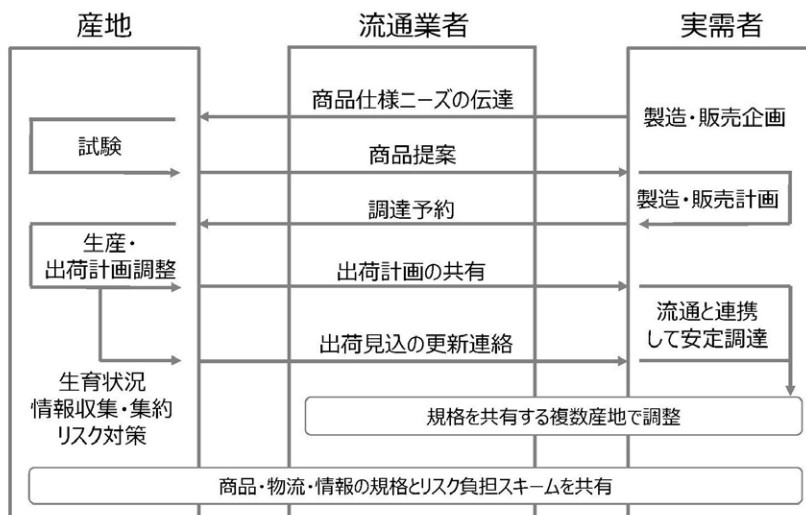 産地
流通業者
実需者
商品仕様ニーズの伝達
製造・販売企画
試験
商品提案
製造・販売計画
調達予約
生産・
出荷計画調整
出荷計画の共有
流通と連携
して安定調達
出荷見込の更新連絡
生育状況
情報収集・集約
リスク対策
規格を共有する複数産地で調整
商品・物流・情報の規格とリスク負担スキームを共有